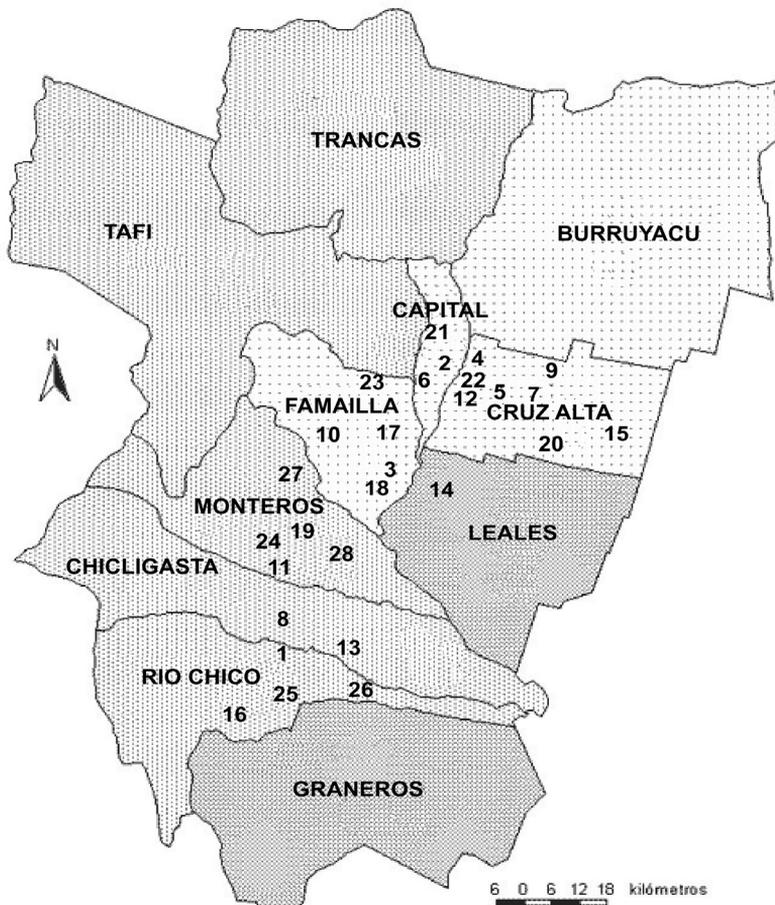 TRANCAS
TAFI
BURRUYACU
CAPITAL
21
N
2
4
9
6
22
23
5
7
12
FAMAILLA
CRUZ ALTA
10
17
15
20
3
27
18
14
MONTEROS
19
LEALES
24
28
CHICLIGASTA
11
8
13
1
RIO CHICO
26
25
16
GRANEROS
6 0 6 12 18 kilómetros